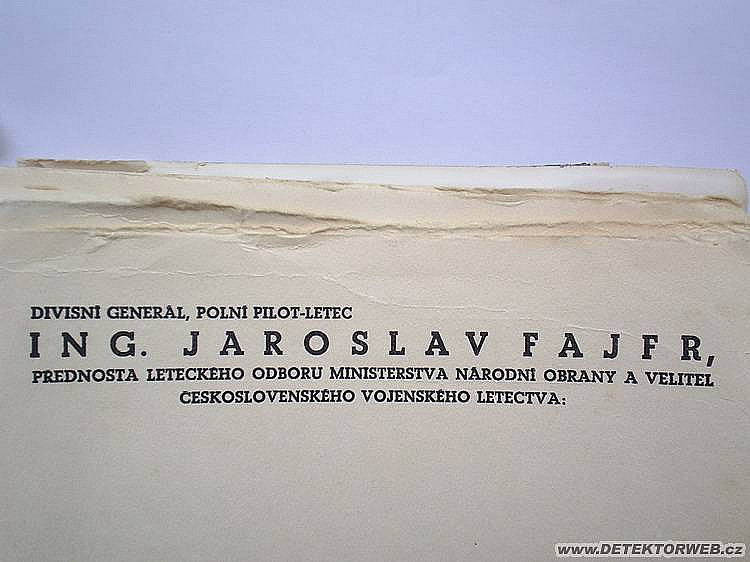 DIVISNÍ GENERÁL, POLNÍ PILOT-LETEC
ING. JAROSLAV FAJFR,
PŘEDNOSTA LETECKÉHO ODBORU MINISTERSTVA NÁRODNÍ OBRANY A VELITEL
ČESKOSLOVENSKÉHO VOJENSKÉHO LETECTVA:
www.DETEKTORWEB.cz